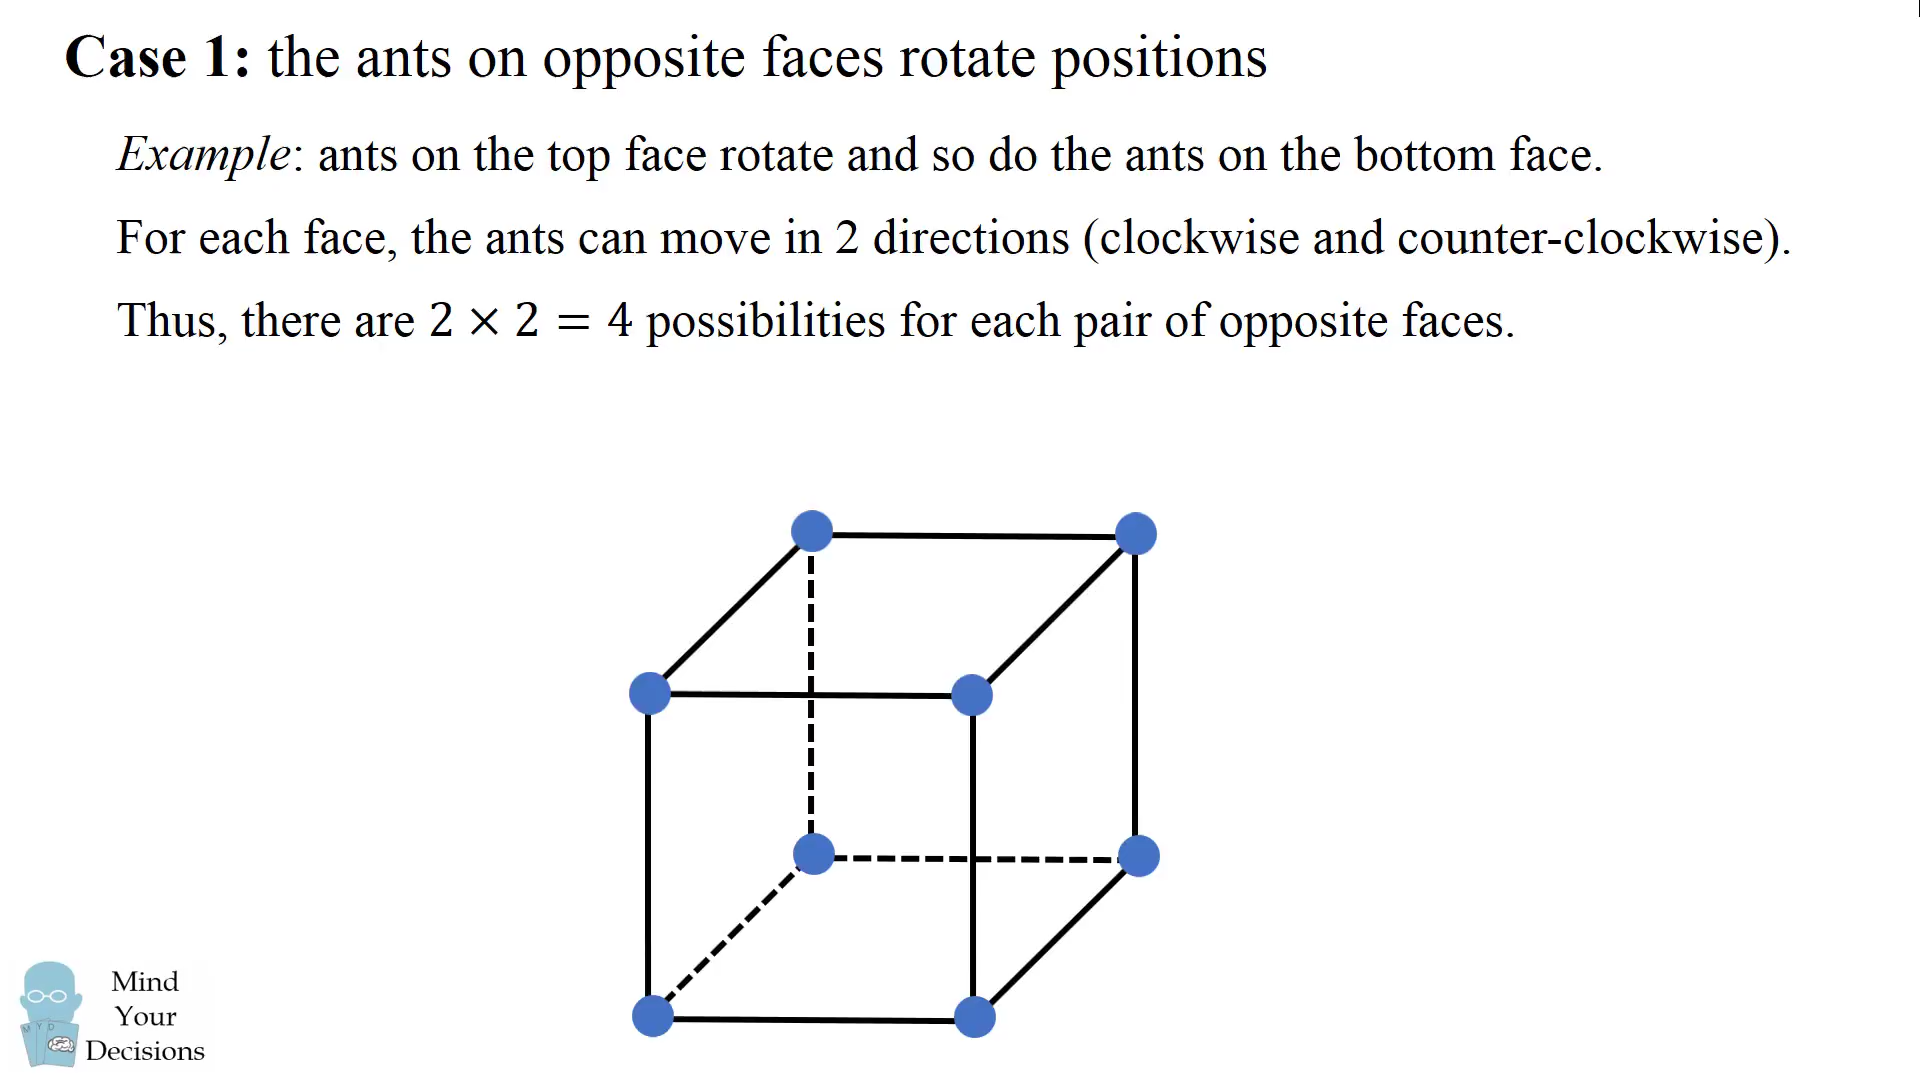 Case 1: the ants on opposite faces rotate positions
Example: ants on the top face rotate and so do the ants on the bottom face.
For each face, the ants can move in 2 directions (clockwise and counter-clockwise).
Thus, there are 2 × 2 = 4 possibilities for each pair of opposite faces.
M Y D
Mind
Your
Decisions